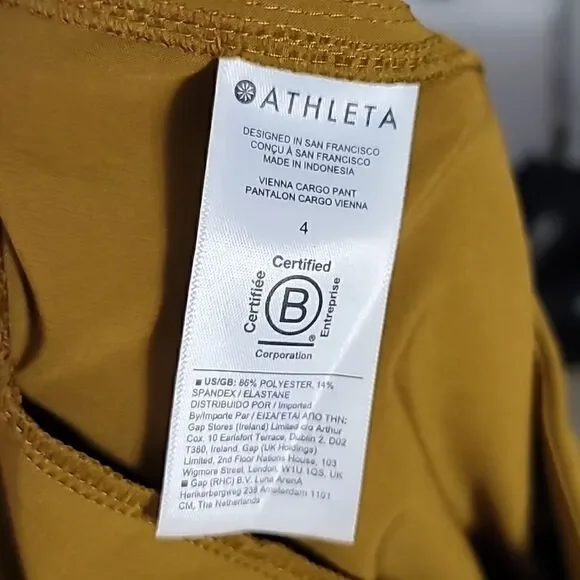 ATHLETA
DESIGNED IN SAN FRANCISCO
CONÇU À SAN FRANCISCO
MADE IN INDONESIA
VIENNA CARGO PANT
PANTALON CARGO VIENNA
4
Certified
Certifiée
B
Entreprise
®
Corporation
■ US/GB: 86% POLYESTER, 14%
SPANDEX / ELASTANE
DISTRIBUIDO POR / Imported
By/Importe Par / ΕΙΣΑΓΕΤΑΙ ΑΠΟ ΤΗΝ:
Gap Stores (Ireland) Limited c/o Arthur
Cox, 10 Earlsfort Terrace, Dublin 2, D02
T380, Ireland, Gap (UK Holdings)
Limited, 2nd Floor Nations House, 103
Wigmore Street, London, W1U 1QS, UK
■ Gap (RHC) B.V. Luna ArenA
Herikerbergweg 238 Amsterdam 1101
CM, The Netherlands